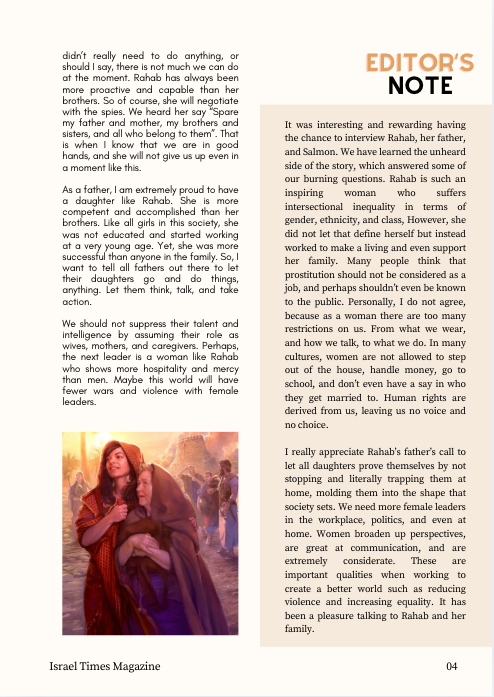 didn't really need to do anything, or
should I say, there is not much we can do
at the moment. Rahab has always been
more proactive and capable than her
brothers. So of course, she will negotiate
with the spies. We heard her say "Spare
my father and mother, my brothers and
sisters, and all who belong to them". That
is when I know that we are in good
hands, and she will not give us up even in
a moment like this.
As a father, I am extremely proud to have
a daughter like Rahab. She is more
competent and accomplished than her
brothers. Like all girls in this society, she
was not educated and started working
at a very young age. Yet, she was more
successful than anyone in the family. So, I
want to tell all fathers out there to let
their daughters go and do things,
anything. Let them think, talk, and take
action.
We should not suppress their talent and
intelligence by assuming their role as
wives, mothers, and caregivers. Perhaps,
the next leader is a woman like Rahab
who shows more hospitality and mercy
than men. Maybe this world will have
fewer wars and violence with female
leaders.
EDITOR'S
NOTE
It was interesting and rewarding having
the chance to interview Rahab, her father,
and Salmon. We have learned the unheard
side of the story, which answered some of
our burning questions. Rahab is such an
inspiring woman who suffers
intersectional inequality in terms of
gender, ethnicity, and class, However, she
did not let that define herself but instead
worked to make a living and even support
her family. Many people think that
prostitution should not be considered as a
job, and perhaps shouldn't even be known
to the public. Personally, I do not agree,
because as a woman there are too many
restrictions on us. From what we wear,
and how we talk, to what we do. In many
cultures, women are not allowed to step
out of the house, handle money, go to
school, and don't even have a say in who
they get married to. Human rights are
derived from us, leaving us no voice and
no choice.
I really appreciate Rahab's father's call to
let all daughters prove themselves by not
stopping and literally trapping them at
home, molding them into the shape that
society sets. We need more female leaders
in the workplace, politics, and even at
home. Women broaden up perspectives,
are great at communication, and are
extremely considerate. These are
important qualities when working to
create a better world such as reducing
violence and increasing equality. It has
been a pleasure talking to Rahab and her
family.
Israel Times Magazine
04